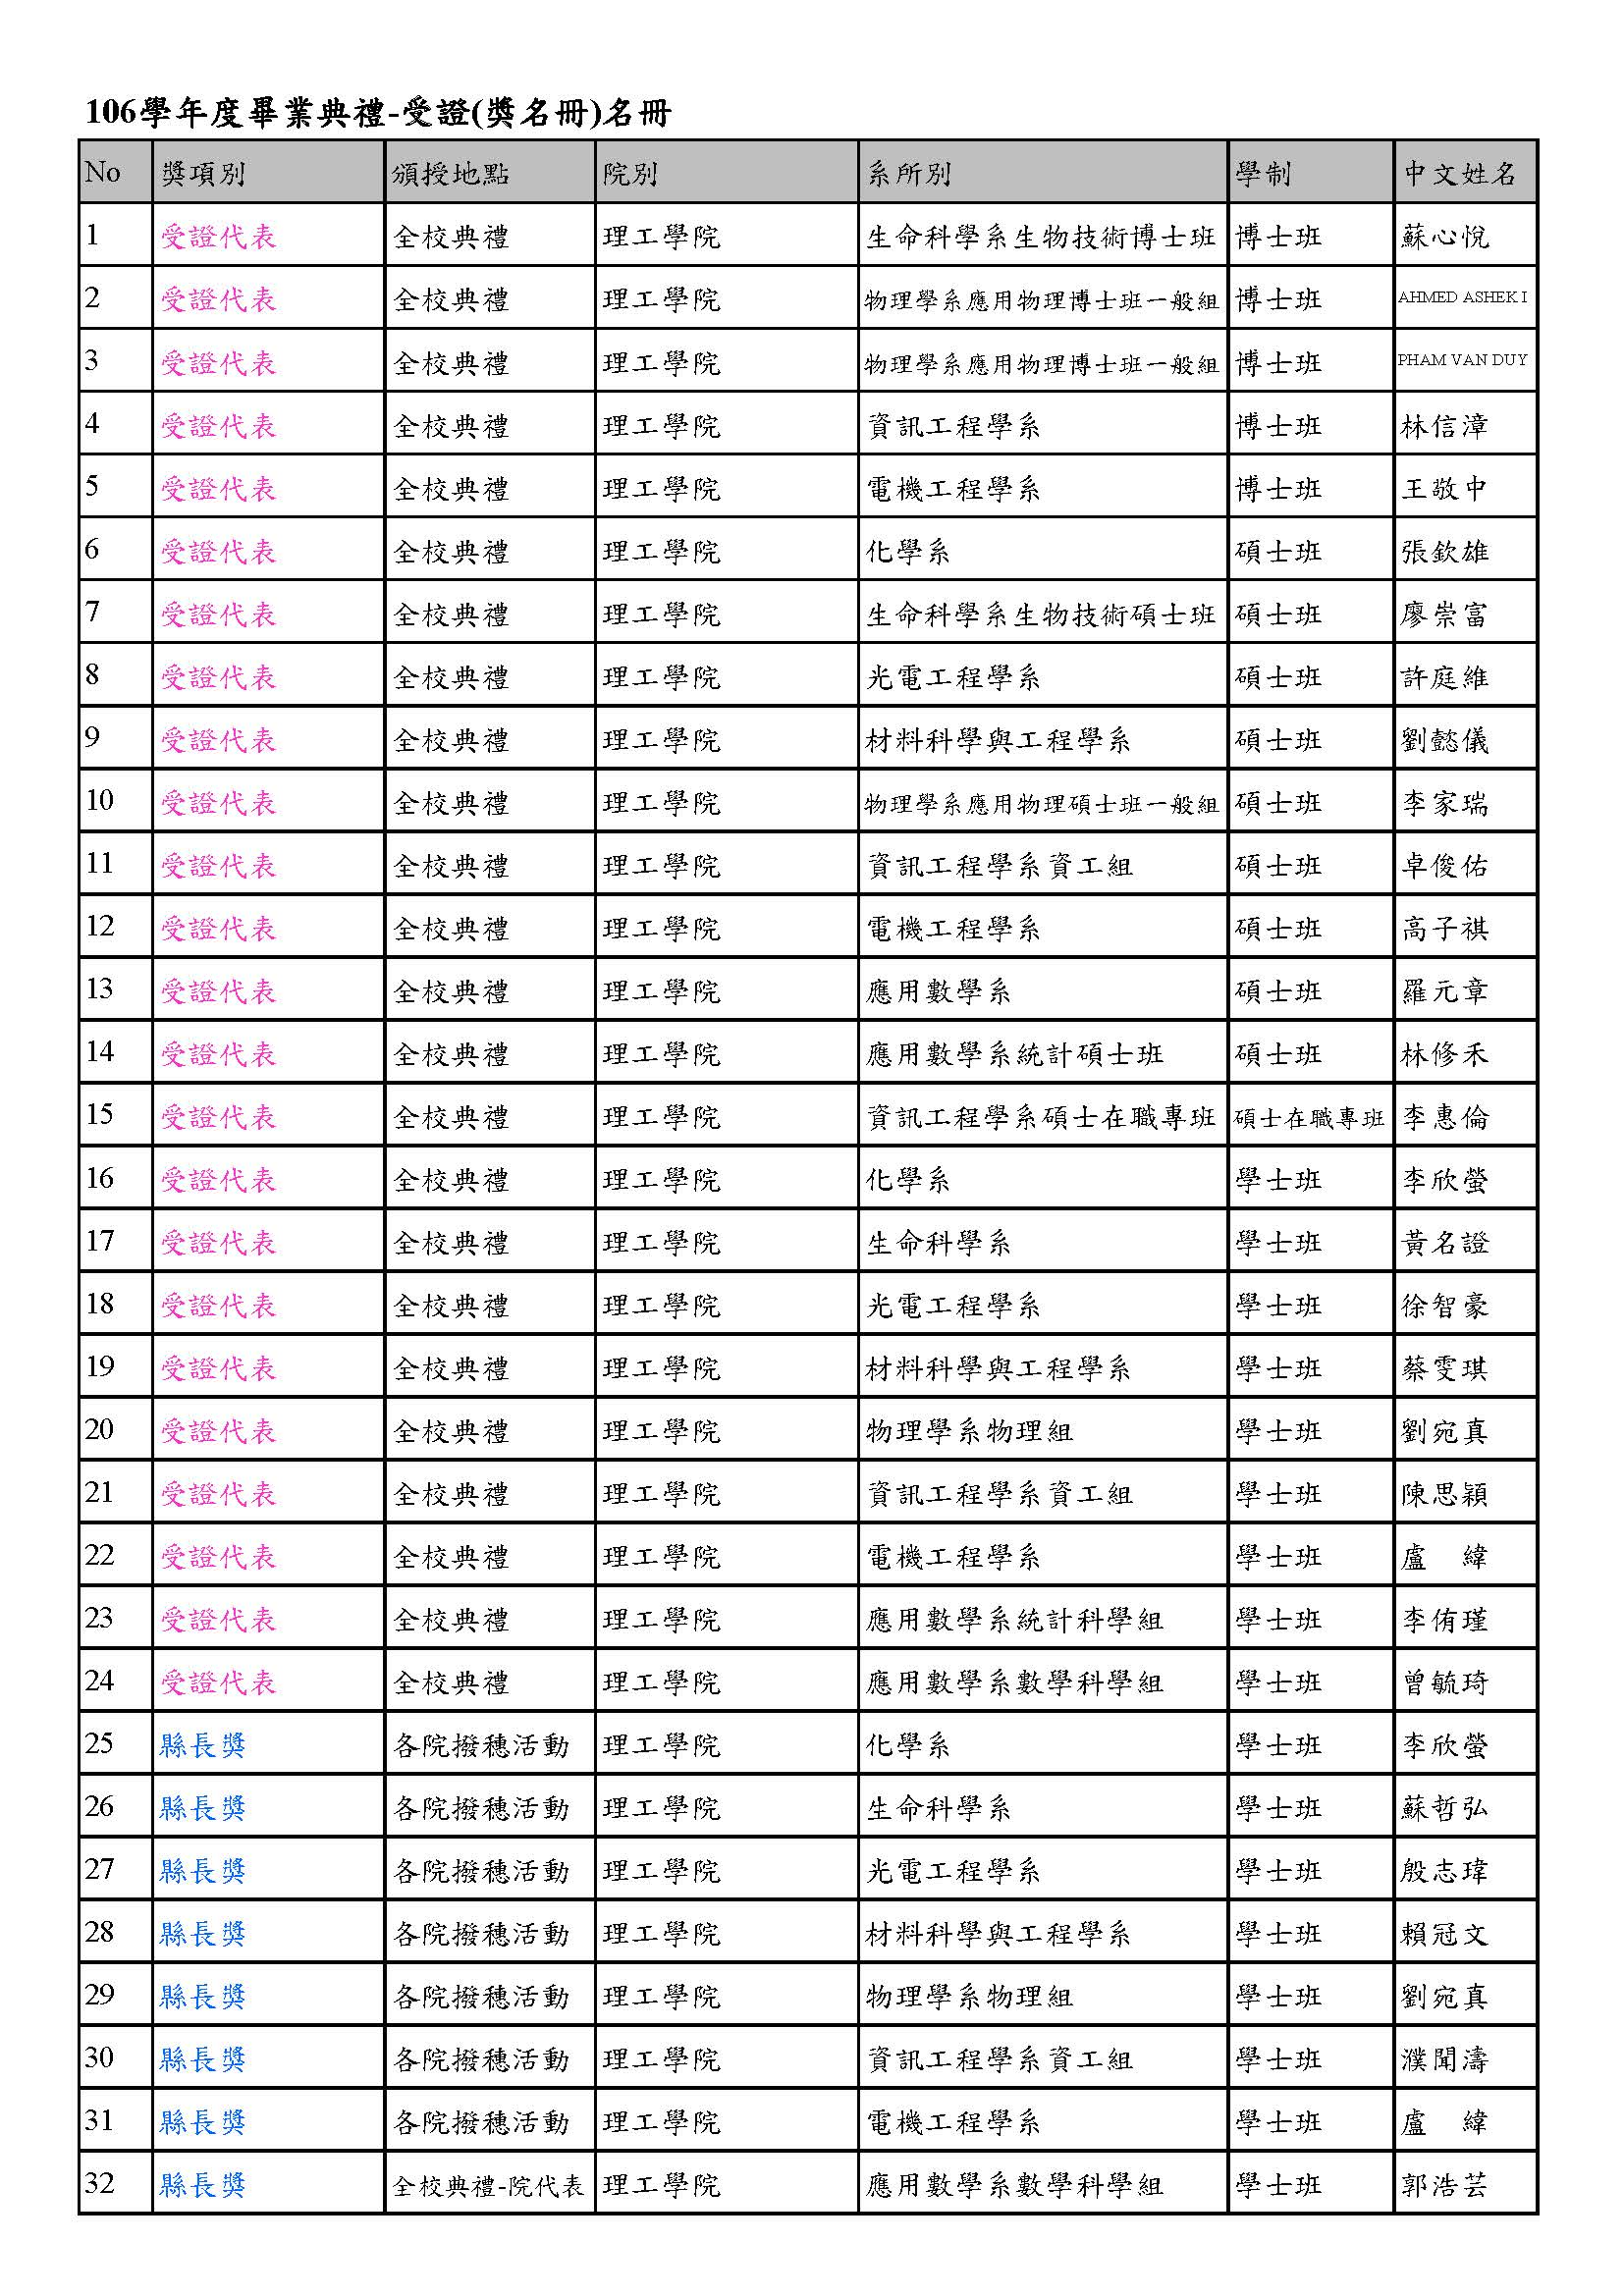 106學年度畢業典禮-受證(獎名冊)名冊
No 獎項別 頒授地點 院別 系所別 學制 中文姓名
1 受證代表 全校典禮 理工學院 生命科學系生物技術博士班 博士班 蘇心悅
2 受證代表 全校典禮 理工學院 物理學系應用物理博士班一般組 博士班 AHMED ASHEK I
3 受證代表 全校典禮 理工學院 物理學系應用物理博士班一般組 博士班 PHAM VAN DUY
4 受證代表 全校典禮 理工學院 資訊工程學系 博士班 林信漳
5 受證代表 全校典禮 理工學院 電機工程學系 博士班 王敬中
6 受證代表 全校典禮 理工學院 化學系 碩士班 張欽雄
7 受證代表 全校典禮 理工學院 生命科學系生物技術碩士班 碩士班 廖崇富
8 受證代表 全校典禮 理工學院 光電工程學系 碩士班 許庭維
9 受證代表 全校典禮 理工學院 材料科學與工程學系 碩士班 劉懿儀
10 受證代表 全校典禮 理工學院 物理學系應用物理碩士班一般組 碩士班 李家瑞
11 受證代表 全校典禮 理工學院 資訊工程學系資工組 碩士班 卓俊佑
12 受證代表 全校典禮 理工學院 電機工程學系 碩士班 高子祺
13 受證代表 全校典禮 理工學院 應用數學系 碩士班 羅元章
14 受證代表 全校典禮 理工學院 應用數學系統計碩士班 碩士班 林修禾
15 受證代表 全校典禮 理工學院 資訊工程學系碩士在職專班 碩士在職專班 李惠倫
16 受證代表 全校典禮 理工學院 化學系 學士班 李欣螢
17 受證代表 全校典禮 理工學院 生命科學系 學士班 黃名證
18 受證代表 全校典禮 理工學院 光電工程學系 學士班 徐智豪
19 受證代表 全校典禮 理工學院 材料科學與工程學系 學士班 蔡雯琪
20 受證代表 全校典禮 理工學院 物理學系物理組 學士班 劉宛真
21 受證代表 全校典禮 理工學院 資訊工程學系資工組 學士班 陳思穎
22 受證代表 全校典禮 理工學院 電機工程學系 學士班 盧　緯
23 受證代表 全校典禮 理工學院 應用數學系統計科學組 學士班 李侑瑾
24 受證代表 全校典禮 理工學院 應用數學系數學科學組 學士班 曾毓琦
25 縣長獎 各院撥穗活動 理工學院 化學系 學士班 李欣螢
26 縣長獎 各院撥穗活動 理工學院 生命科學系 學士班 蘇哲弘
27 縣長獎 各院撥穗活動 理工學院 光電工程學系 學士班 殷志瑋
28 縣長獎 各院撥穗活動 理工學院 材料科學與工程學系 學士班 賴冠文
29 縣長獎 各院撥穗活動 理工學院 物理學系物理組 學士班 劉宛真
30 縣長獎 各院撥穗活動 理工學院 資訊工程學系資工組 學士班 濮聞濤
31 縣長獎 各院撥穗活動 理工學院 電機工程學系 學士班 盧　緯
32 縣長獎 全校典禮-院代表 理工學院 應用數學系數學科學組 學士班 郭浩芸